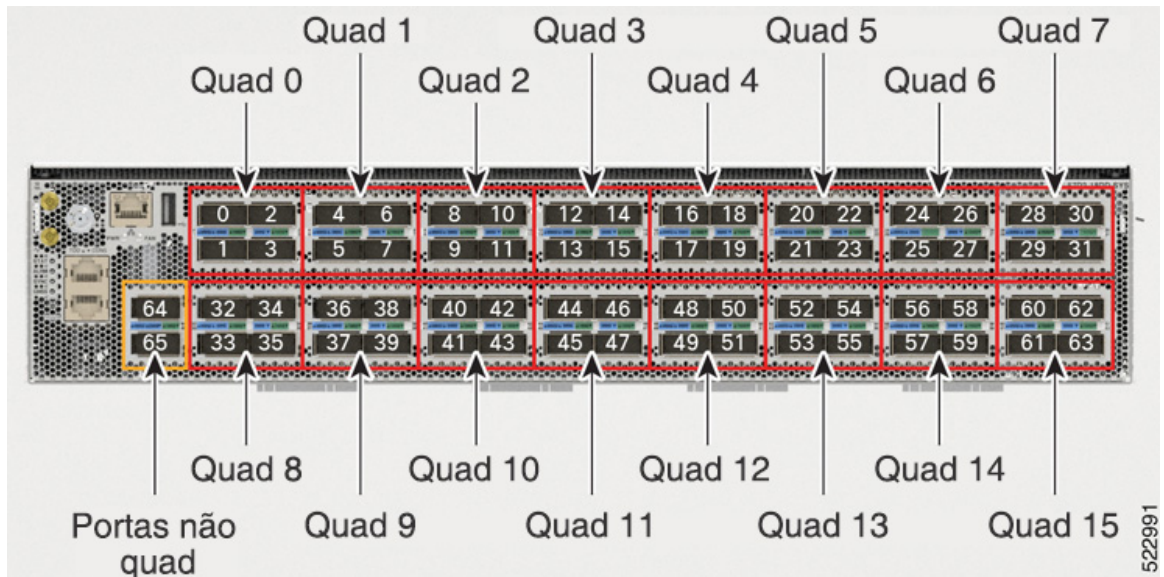 Quad 1 Quad 3 Quad 5 Quad 7
Quad 0 Quad 2 Quad 4 Quad 6
0 2 4 6 8 10 12 14 16 18 20 22 24 26 28 30
1 3 5 7 9 11 13 15 17 19 21 23 25 27 29 31
64 32 34 36 38 40 42 44 46 48 50 52 54 56 58 60 62
65 33 35 37 39 41 43 45 47 49 51 53 55 57 59 61 63
Quad 8 Quad 10 Quad 12 Quad 14
Portas não Quad 9 Quad 11 Quad 13 Quad 15
quad
522991